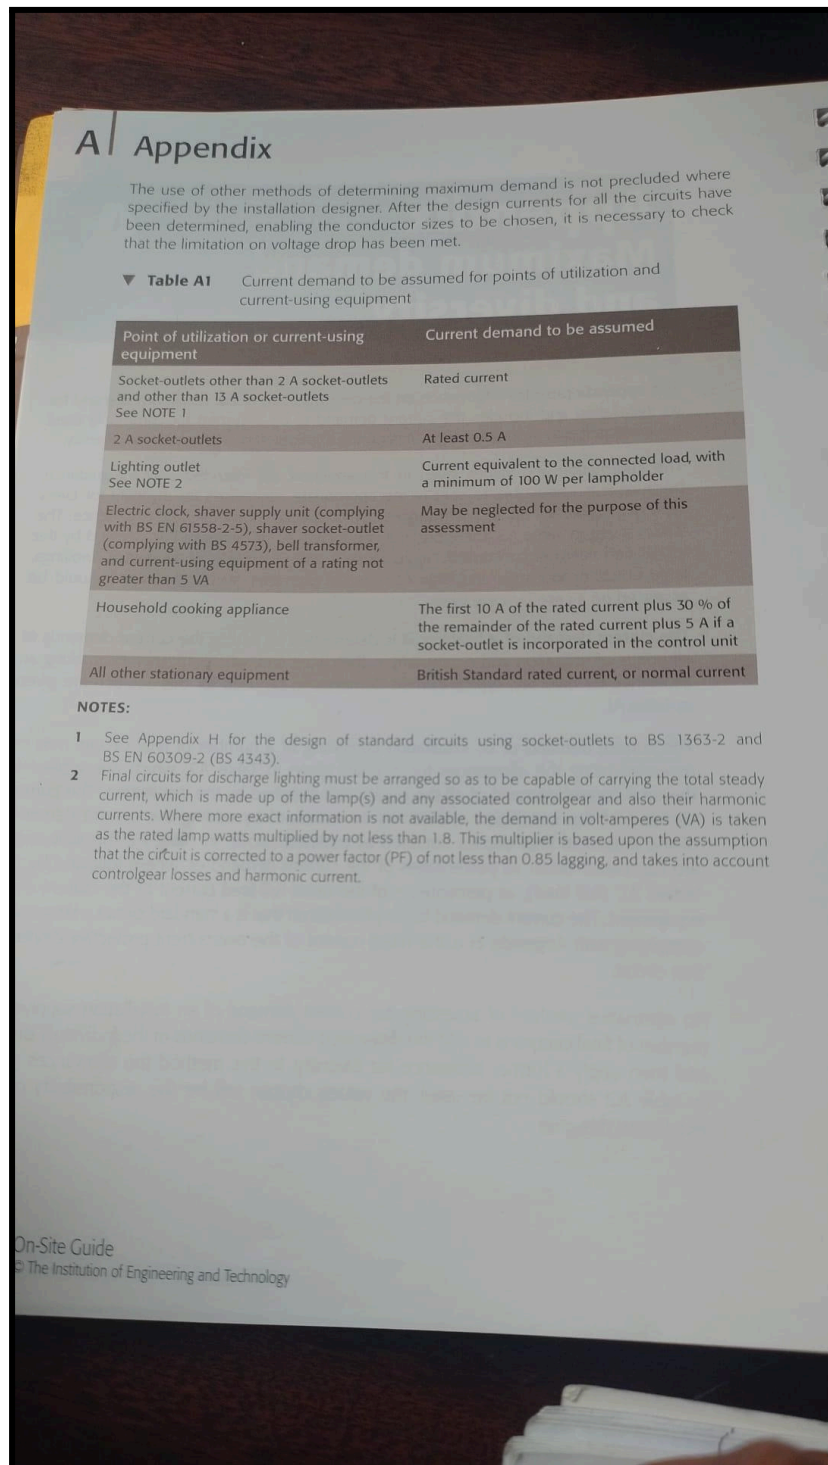 A Appendix
The use of other methods of determining maximum demand is not precluded where
specified by the installation designer. After the design currents for all the circuits have
been determined, enabling the conductor sizes to be chosen, it is necessary to check
that the limitation on voltage drop has been met.
▼ Table A1 Current demand to be assumed for points of utilization and
current-using equipment
Point of utilization or current-using
equipment
Current demand to be assumed
Socket-outlets other than 2 A socket-outlets
and other than 13 A socket-outlets
See NOTE 1
Rated current
2 A socket-outlets
At least 0.5 A
Lighting outlet
See NOTE 2
Current equivalent to the connected load, with
a minimum of 100 W per lampholder
Electric clock, shaver supply unit (complying
with BS EN 61558-2-5), shaver socket-outlet
(complying with BS 4573), bell transformer,
and current-using equipment of a rating not
greater than 5 VA
May be neglected for the purpose of this
assessment
Household cooking appliance
The first 10 A of the rated current plus 30 % of
the remainder of the rated current plus 5 A if a
socket-outlet is incorporated in the control unit
All other stationary equipment
British Standard rated current, or normal current
NOTES:
1 See Appendix H for the design of standard circuits using socket-outlets to BS 1363-2 and
BS EN 60309-2 (BS 4343).
2 Final circuits for discharge lighting must be arranged so as to be capable of carrying the total steady
current, which is made up of the lamp(s) and any associated controlgear and also their harmonic
currents. Where more exact information is not available, the demand in volt-amperes (VA) is taken
as the rated lamp watts multiplied by not less than 1.8. This multiplier is based upon the assumption
that the circuit is corrected to a power factor (PF) of not less than 0.85 lagging, and takes into account
controlgear losses and harmonic current.
On-Site Guide
© The Institution of Engineering and Technology